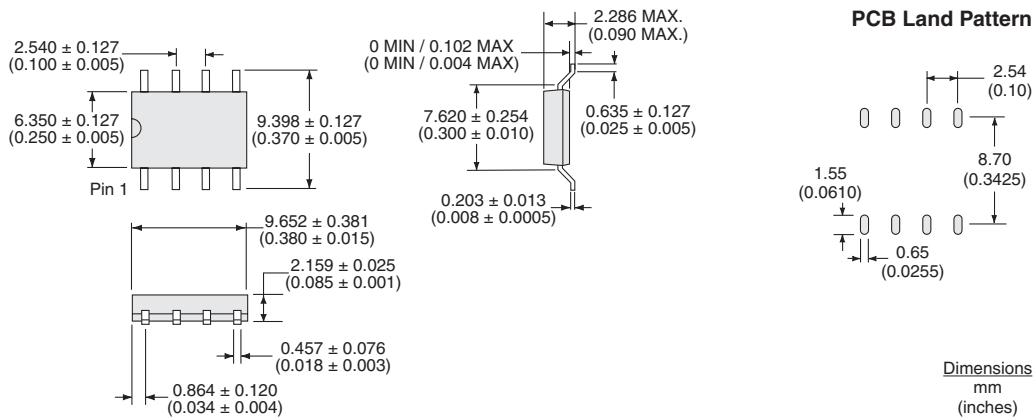 2.540 ± 0.127
(0.100 ± 0.005)
6.350 ± 0.127
(0.250 ± 0.005)
9.398 ± 0.127
(0.370 ± 0.005)
Pin 1
9.652 ± 0.381
(0.380 ± 0.015)
2.159 ± 0.025
(0.085 ± 0.001)
0.457 ± 0.076
(0.018 ± 0.003)
0.864 ± 0.120
(0.034 ± 0.004)
2.286 MAX.
(0.090 MAX.)
0 MIN / 0.102 MAX
(0 MIN / 0.004 MAX)
7.620 ± 0.254
(0.300 ± 0.010)
0.635 ± 0.127
(0.025 ± 0.005)
0.203 ± 0.013
(0.008 ± 0.0005)
PCB Land Pattern
2.54
(0.10)
8.70
(0.3425)
1.55
(0.0610)
0.65
(0.0255)
Dimensions
mm
(inches)